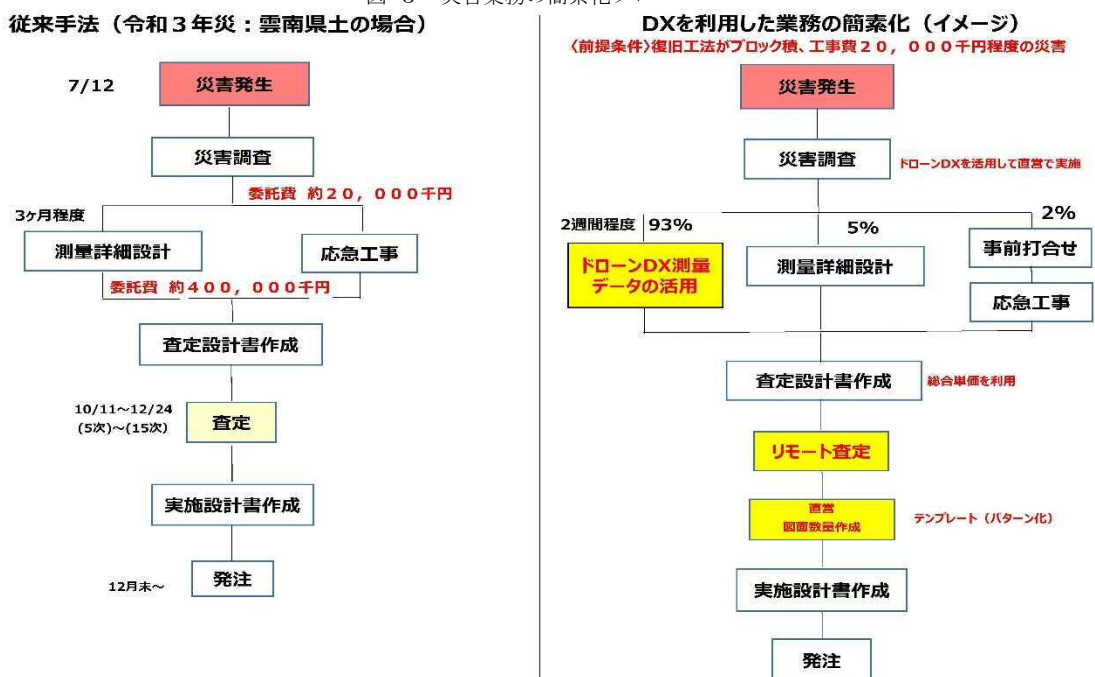 従来手法（令和３年災：雲南県土の場合）
7/12
災害発生
災害調査
委託費 約２０，０００千円
3ヶ月程度
測量詳細設計
応急工事
委託費 約４００，０００千円
査定設計書作成
10/11～12/24
(5次)～(15次)
査定
実施設計書作成
12月末～
発注
DXを利用した業務の簡素化（イメージ）
〈前提条件〉復旧工法がブロック積、工事費２０，０００千円程度の災害
災害発生
災害調査
ドローンDXを活用して直営で実施
2週間程度
93%
5%
2%
ドローンDX測量
データの活用
測量詳細設計
事前打合せ
応急工事
査定設計書作成
総合単価を利用
リモート査定
直営
図面数量作成
テンプレート（パターン化）
実施設計書作成
発注